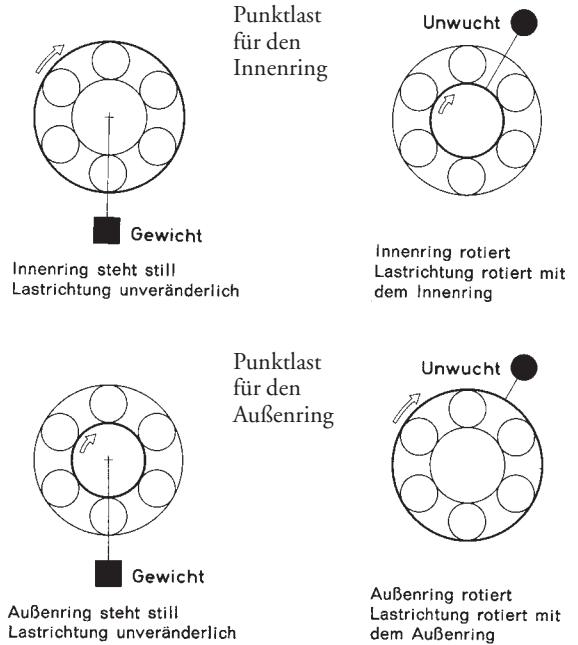 Punktlast
für den
Innenring
Unwucht
Gewicht
Innenring steht still
Lastrichtung unveränderlich
Innenring rotiert
Lastrichtung rotiert mit
dem Innenring
Punktlast
für den
Außenring
Unwucht
Gewicht
Außenring steht still
Lastrichtung unveränderlich
Außenring rotiert
Lastrichtung rotiert mit
dem Außenring